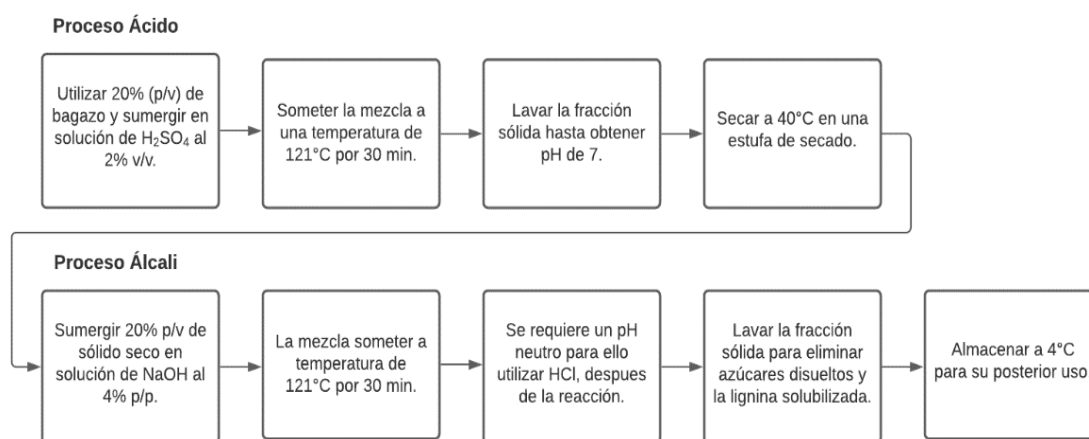 Proceso Ácido
Utilizar 20% (p/v) de
bagazo y sumergir en
solución de H₂SO₄ al
2% v/v.
Someter la mezcla a
una temperatura de
121°C por 30 min.
Lavar la fracción
sólida hasta obtener
pH de 7.
Secar a 40°C en una
estufa de secado.
Proceso Álcali
Sumergir 20% p/v de
sólido seco en
solución de NaOH al
4% p/p.
La mezcla someter a
temperatura de
121°C por 30 min.
Se requiere un pH
neutro para ello
utilizar HCl, despues
de la reacción.
Lavar la fracción
sólida para eliminar
azúcares disueltos y
la lignina solubilizada.
Almacenar a 4°C
para su posterior uso